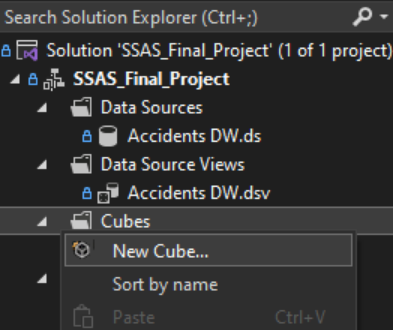 Search Solution Explorer (Ctrl+;)
Solution 'SSAS_Final_Project' (1 of 1 project)
SSAS_Final_Project
Data Sources
Accidents DW.ds
Data Source Views
Accidents DW.dsv
Cubes
New Cube...
Sort by name
Paste Ctrl+V